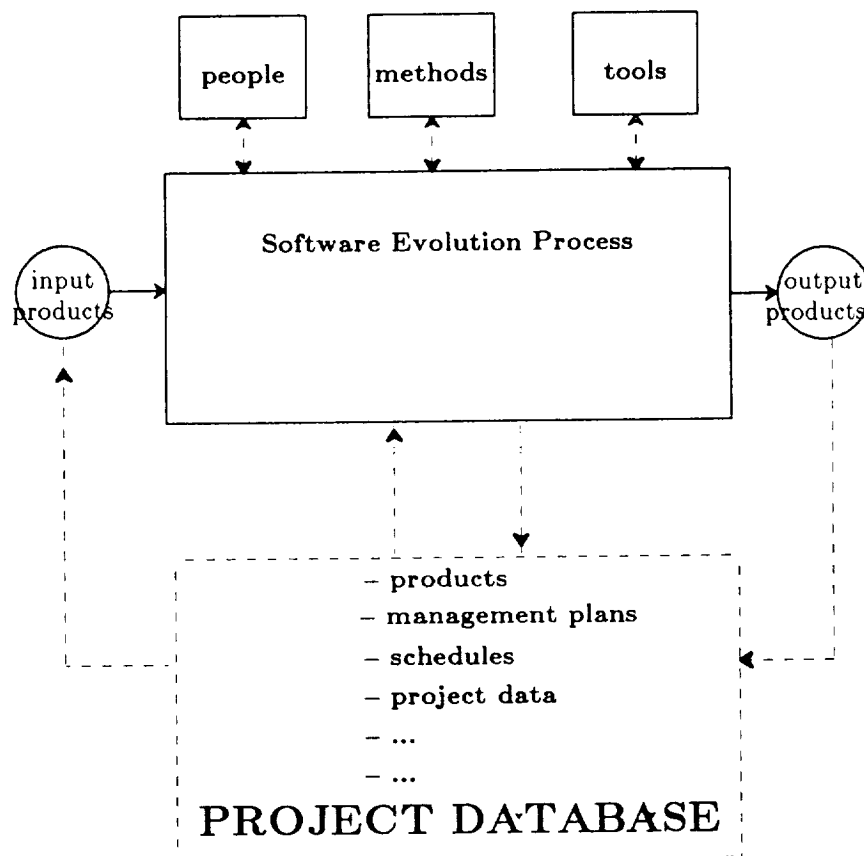 people
methods
tools
Software Evolution Process
input
products
output
products
– products
– management plans
– schedules
– project data
– ...
– ...
PROJECT DATABASE